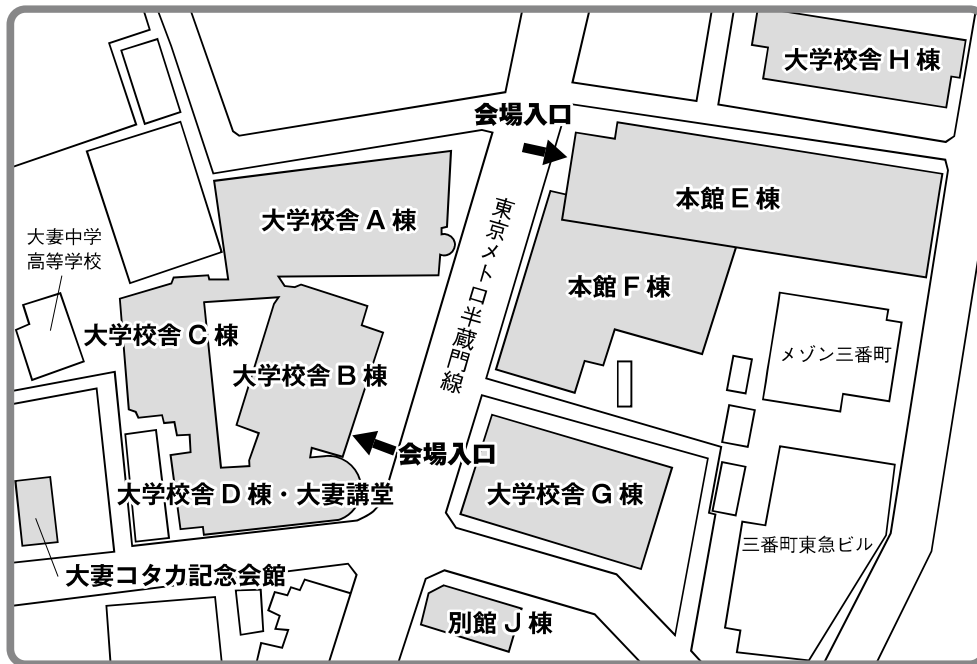 大学校舎 H 棟
会場入口
本館 E 棟
大学校舎 A 棟
東京メトロ半蔵門線
大妻中学
高等学校
本館 F 棟
大学校舎 C 棟
メゾン三番町
大学校舎 B 棟
会場入口
大学校舎 D 棟・大妻講堂
大学校舎 G 棟
三番町東急ビル
大妻コタカ記念会館
別館 J 棟